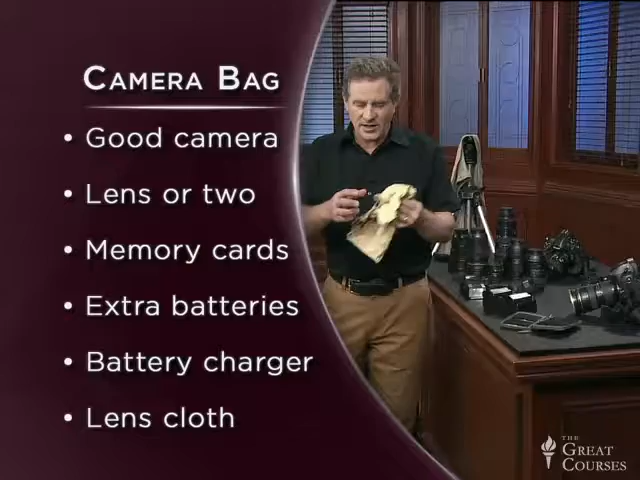 CAMERA BAG
• Good camera
• Lens or two
• Memory cards
• Extra batteries
• Battery charger
• Lens cloth
THE
GREAT
COURSES